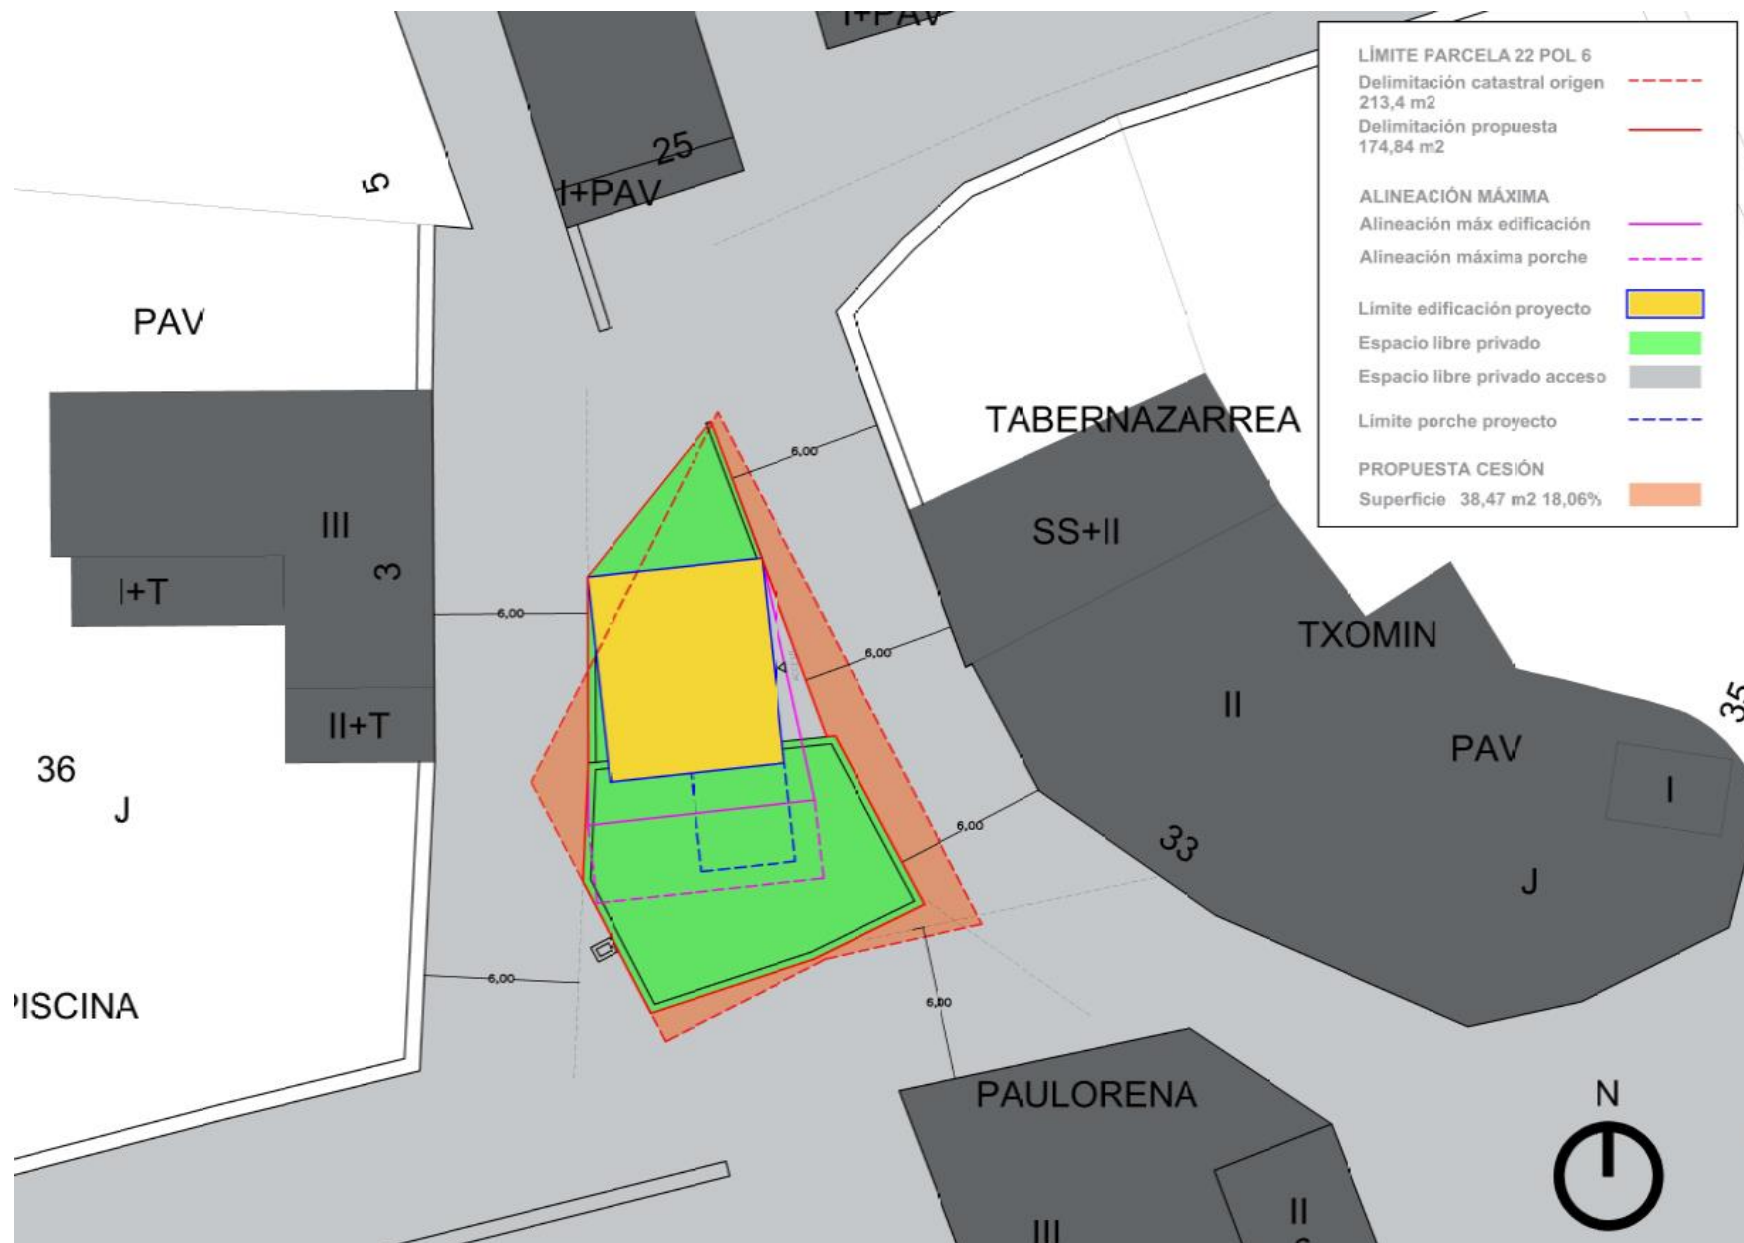 I+PAV
LÍMITE PARCELA 22 POL 6
Delimitación catastral origen
213,4 m2
Delimitación propuesta
174,84 m2
ALINEACIÓN MÁXIMA
Alineación máx edificación
Alineación máxima porche
Limite edificación proyecto
Espacio libre privado
Espacio libre privado acceso
Limite porche proyecto
PROPUESTA CESIÓN
Superficie 38,47 m2 18,06%
25
5
I+PAV
PAV
TABERNAZARREA
6,00
III
SS+II
3
I+T
6,00
TXOMIN
6,00
II+T
II
35
PAV
36
J
I
6,00
33
J
6,00
PISCINA
6,00
PAULORENA
N
II
III